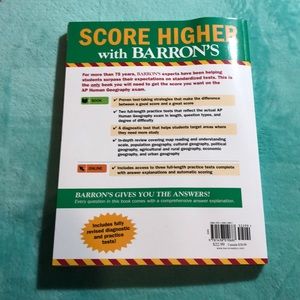 SCORE HIGHER
with BARRON'S
For more than 75 years, BARRON'S experts have been helping
students surpass their expectations on standardized tests. This is
the only book you will need to get the score you want on the
AP Human Geography exam.
BOOK
• Proven test-taking strategies that make the difference
between a good score and a great score
• Two full-length practice tests that reflect the actual AP
Human Geography exam in length, question types, and
degree of difficulty
• A diagnostic test that helps students target areas where
they need more study
• In-depth review covering map reading and understanding
scale, population geography, cultural geography, political
geography, agricultural and rural geography, economic
geography, and urban geography
ONLINE
• Includes access to three full-length practice tests complete
with answer explanations and automatic scoring
BARRON'S GIVES YOU THE ANSWERS!
Every question in this book comes with a comprehensive answer explanation.
Includes fully
revised diagnostic
and practice
tests!
$22.99